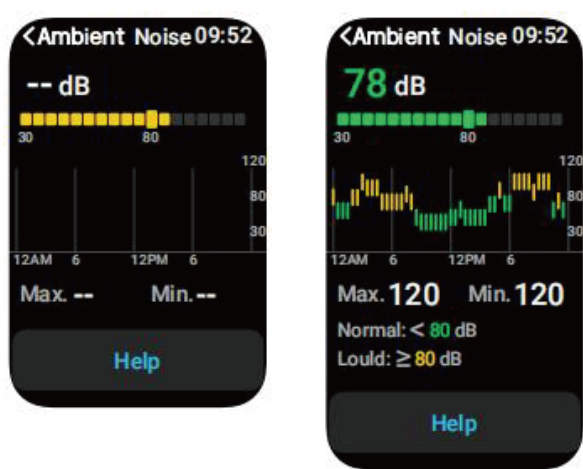 <Ambient Noise 09:52
-- dB
30 80
120
80
30
12AM 6 12PM 6
Max. -- Min. --
Help
<Ambient Noise 09:52
78 dB
30 80
120
80
30
12AM 6 12PM 6
Max. 120 Min. 120
Normal: < 80 dB
Lould: ≥ 80 dB
Help